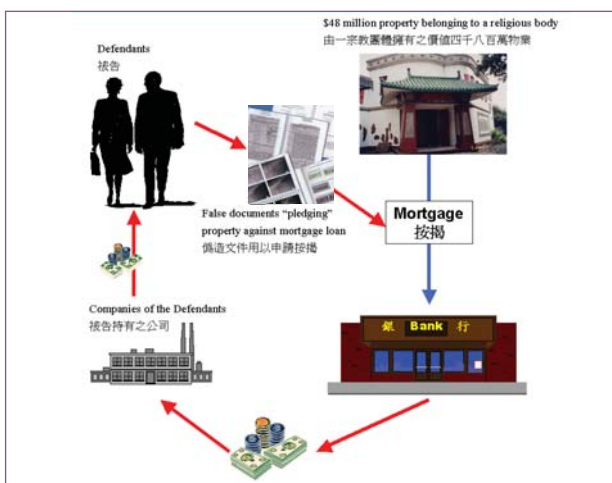 $48 million property belonging to a religious body
由一宗教團體擁有之價值四千八百萬物業
Defendants
被告
False documents “pledging”
property against mortgage loan
偽造文件用以申請按揭
Mortgage
按揭
Companies of the Defendants
被告持有之公司
銀 Bank 行